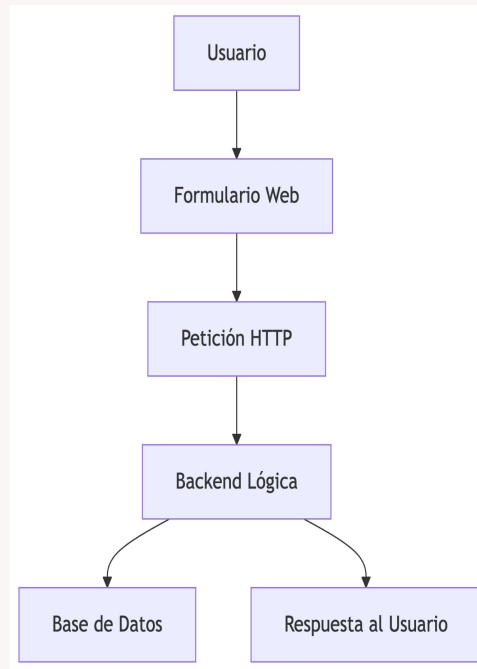 Usuario
Formulario Web
Petición HTTP
Backend Lógica
Base de Datos
Respuesta al Usuario